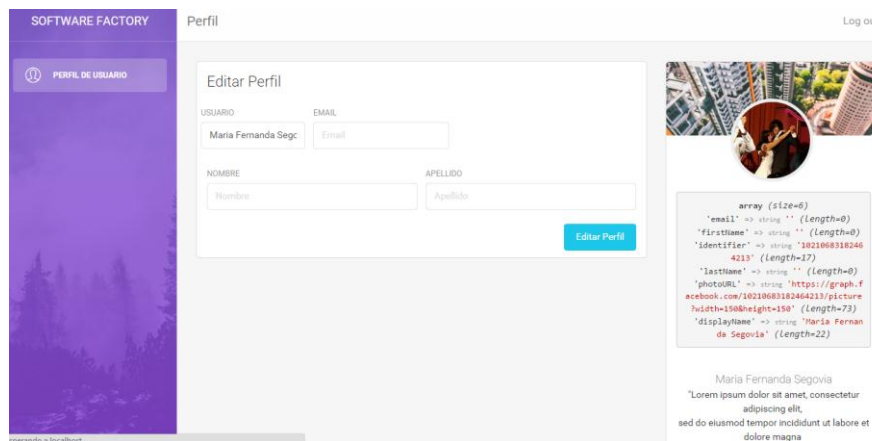 SOFTWARE FACTORY
Perfil
Log ou
PERFIL DE USUARIO
Editar Perfil
USUARIO
EMAIL
Maria Fernanda Sego
Email
NOMBRE
APELLIDO
Nombre
Apellido
Editar Perfil
array (size=6)
'email' => string '' (length=0)
'firstName' => string '' (length=0)
'identifier' => string '1021068318246
4213' (length=17)
'lastName' => string '' (length=0)
'photoURL' => string 'https://graph.f
acebook.com/10210683182464213/picture
?width=150&height=150' (length=73)
'displayName' => string 'Maria Fernan
da Segovia' (length=22)
Maria Fernanda Segovia
"Lorem ipsum dolor sit amet, consectetur
adipiscing elit,
sed do eiusmod tempor incididunt ut labore et
dolore magna